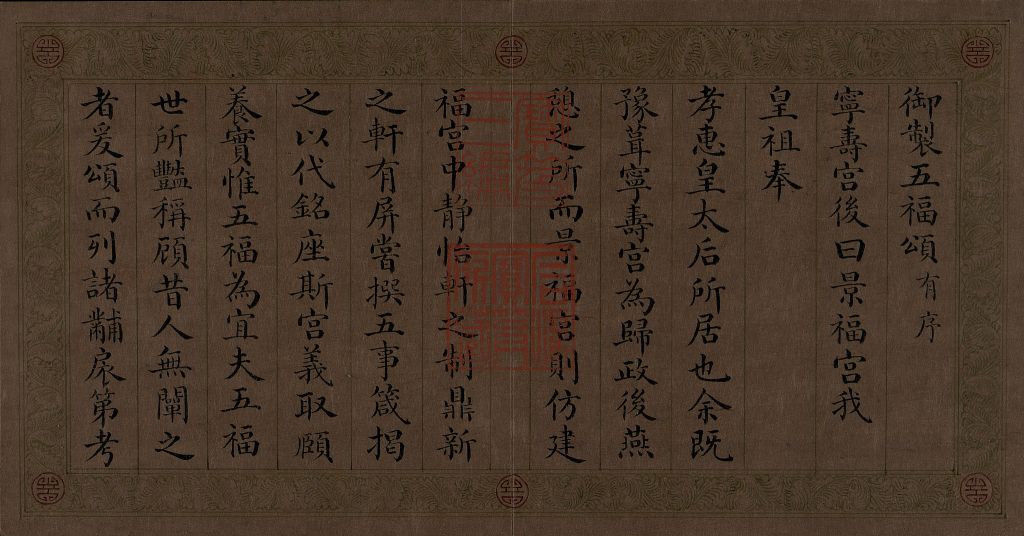 御製五福頌有序
寧壽宮後曰景福宮我
皇祖奉
孝惠皇太后所居也余既
豫葺寧壽宮為歸政後燕
憩之所而景福宮則仿建
福宮中静怡軒之制鼎新
之軒有屏嘗撰五事箴揭
之以代銘座斯宮義取頤
養實惟五福為宜夫五福
世所豔稱顧昔人無闡之
者爰頌而列諸黼扆第考